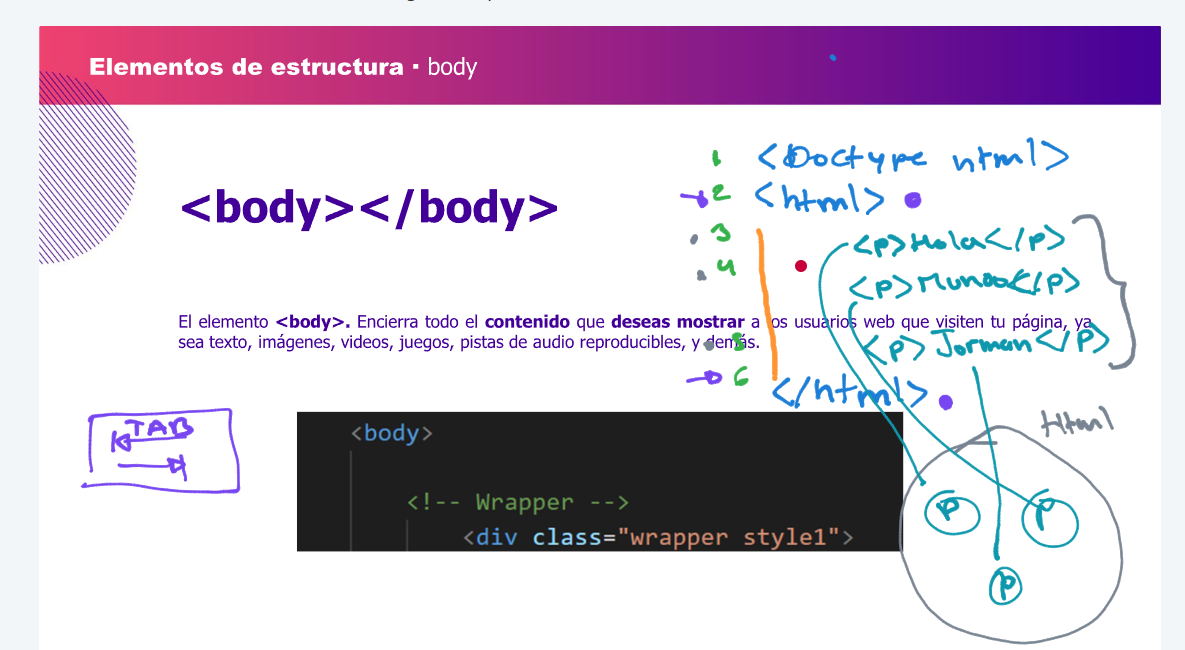 Elementos de estructura · body
1 <Doctype html>
<body></body>
2 <html>
3 <p>Hola</p>
4 <p>Mundo</p>
El elemento <body>. Encierra todo el contenido que deseas mostrar a los usuarios web que visiten tu página, ya
sea texto, imágenes, videos, juegos, pistas de audio reproducibles, y demás.
5 <p>Jorman</p>
6 </html>
TAB
Html
<body>
<!-- Wrapper -->
<div class="wrapper style1">
P P
P